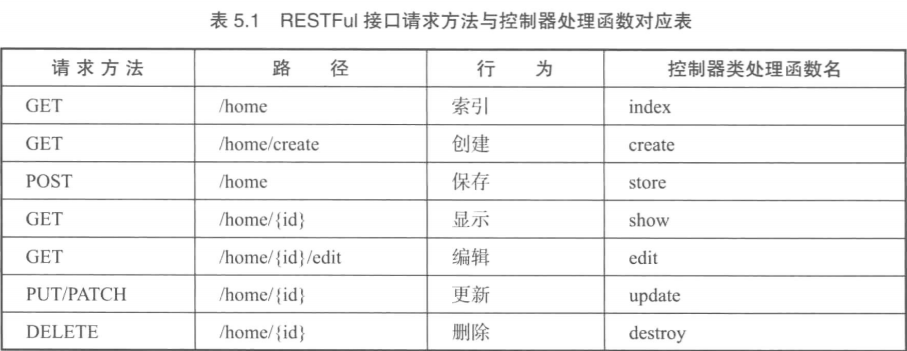 表 5.1 RESTFul 接口请求方法与控制器处理函数对应表
请求方法 路 径 行 为 控制器类处理函数名
GET /home 索引 index
GET /home/create 创建 create
POST /home 保存 store
GET /home/{id} 显示 show
GET /home/{id}/edit 编辑 edit
PUT/PATCH /home/{id} 更新 update
DELETE /home/{id} 删除 destroy